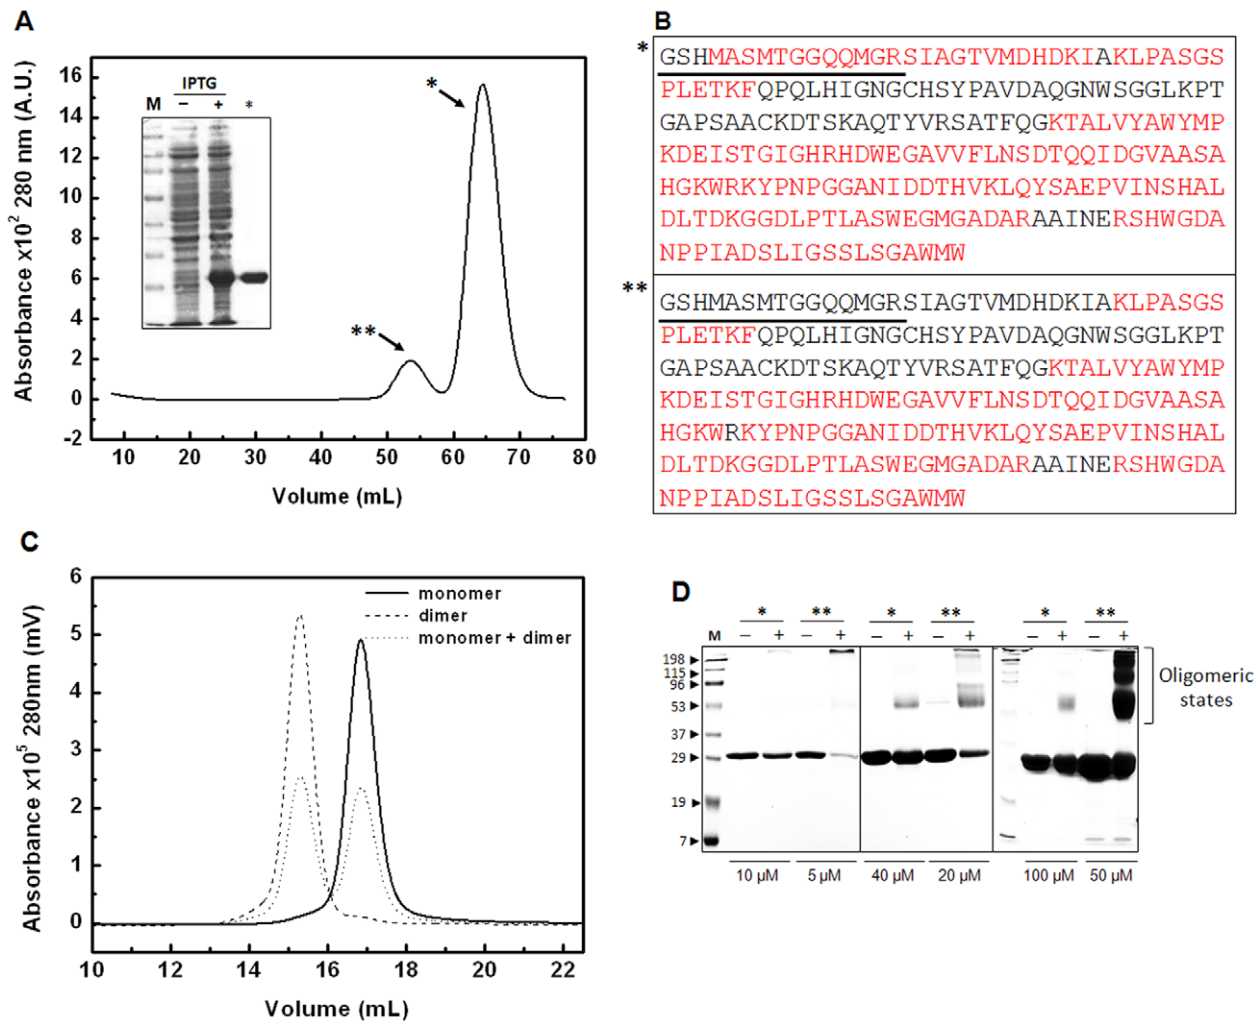 A
Absorbance x10² 280 nm (A.U.)
16
14
12
10
8
6
4
2
0
-2
10 20 30 40 50 60 70 80
Volume (mL)
IPTG
M − + *
*
**
B
*
GSHMASMTGGQQMGRSIAGTVMDHDKIAKLPASGS
PLETKFQPQLHIGNGCHSYPAVDAQGNWSGGLKPT
GAPSAACKDTSKAQTYVRSATFQGKTALVYAWYMP
KDEISTGIGHRHDWEGAVVFLNSDTQQIDGVAASA
HGKWRKYPNPGGANIDDTHVKLQYSAEPVINSHAL
DLTDKGGDLPTLASWEGMGADARAAINERSHWGDA
NPPIADSLIGSSLSGAWMW
**
GSHMASMTGGQQMGRSIAGTVMDHDKIAKLPASGS
PLETKFQPQLHIGNGCHSYPAVDAQGNWSGGLKPT
GAPSAACKDTSKAQTYVRSATFQGKTALVYAWYMP
KDEISTGIGHRHDWEGAVVFLNSDTQQIDGVAASA
HGKWRKYPNPGGANIDDTHVKLQYSAEPVINSHAL
DLTDKGGDLPTLASWEGMGADARAAINERSHWGDA
NPPIADSLIGSSLSGAWMW
C
Absorbance x10⁵ 280nm (mV)
6
5
4
3
2
1
0
10 12 14 16 18 20 22
Volume (mL)
monomer
dimer
monomer + dimer
D
* ** * ** * **
M − + − + − + − + − + − +
198
115
96
53
37
29
19
7
Oligomeric
states
10 µM 5 µM 40 µM 20 µM 100 µM 50 µM